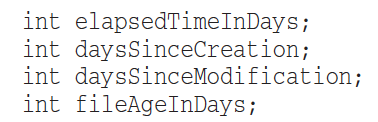 int elapsedTimeInDays;
int daysSinceCreation;
int daysSinceModification;
int fileAgeInDays;